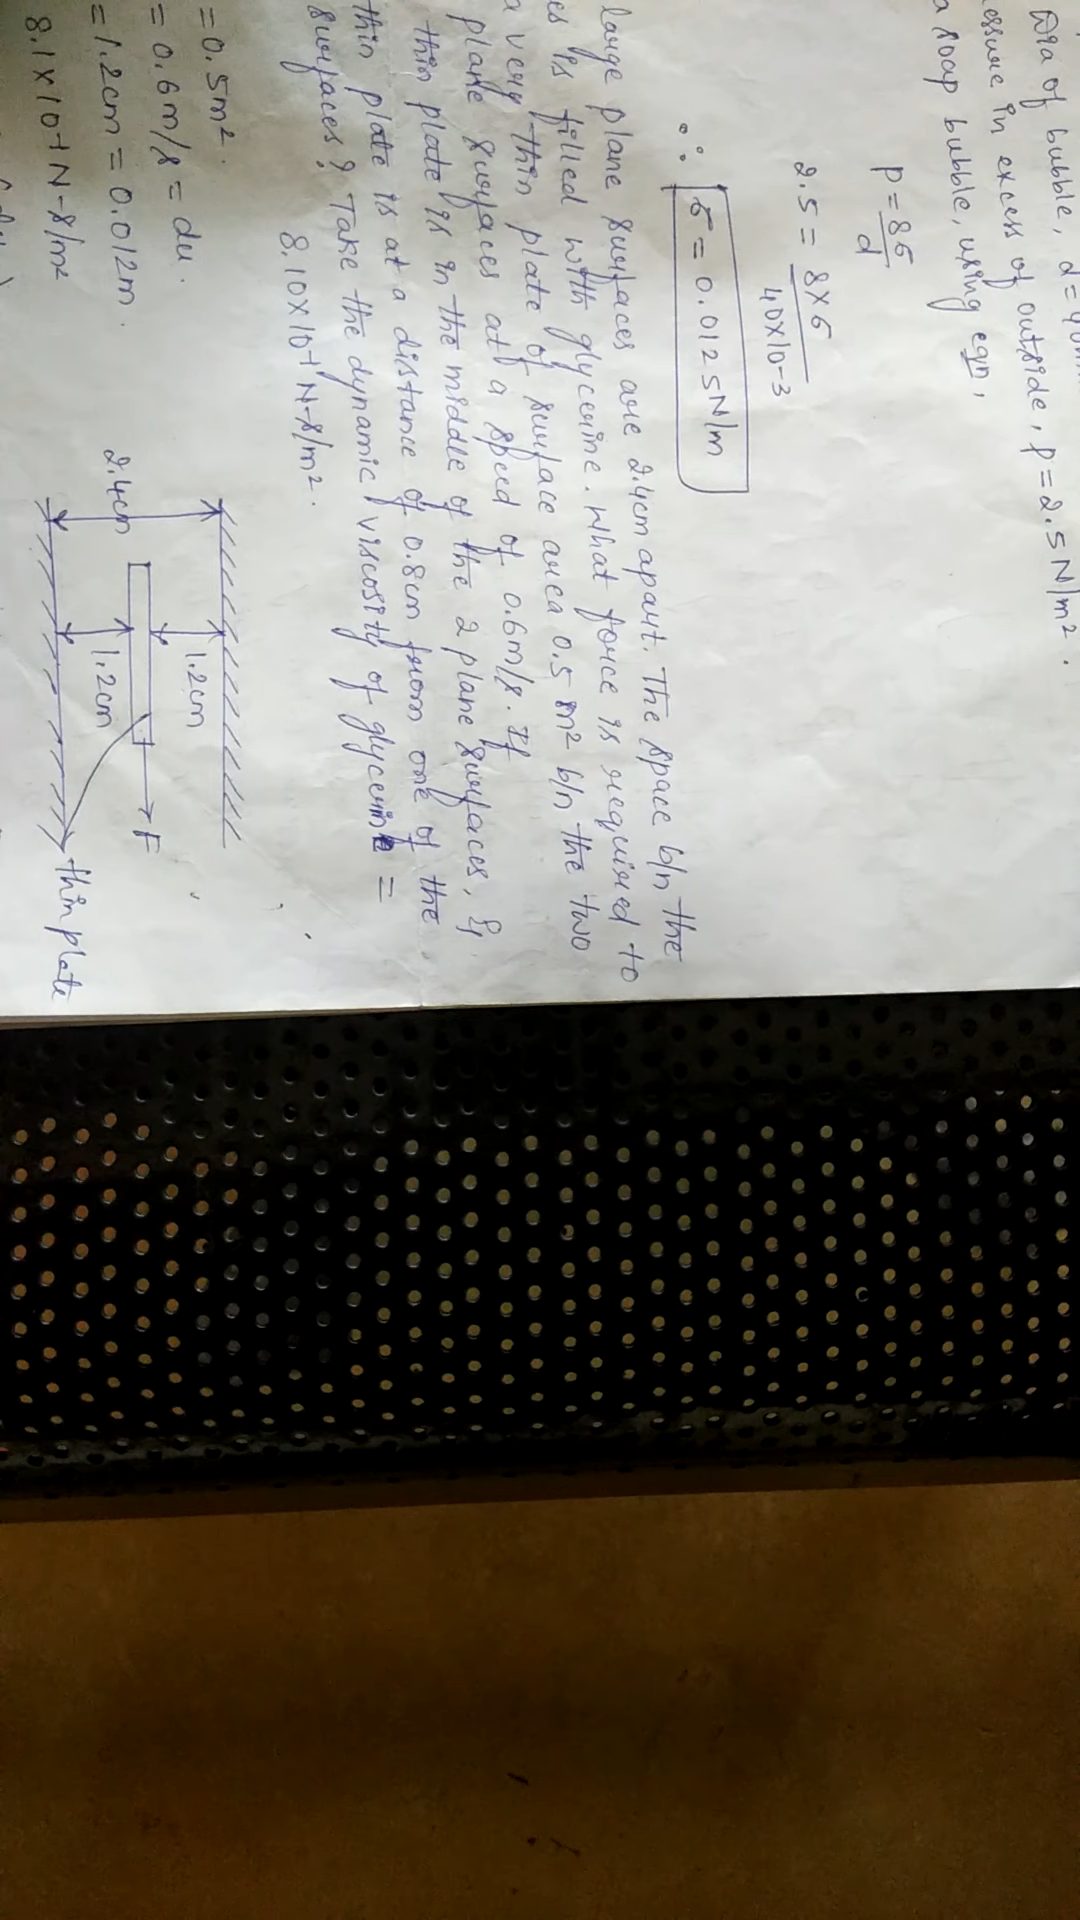 Dia of bubble, d = 40m
essure in excess of outside, p = 2.5 N/m².
a soap bubble, using eqn,
P = 8σ
d
2.5 = 8 × σ
40×10-3
∴ σ = 0.0125 N/m
large plane surfaces are 2.4cm apart. The space b/n the
es is filled with glycerine. What force is required to
a very thin plate of surface area 0.5 m² b/n the two
plane surfaces at a speed of 0.6m/s. If
thin plate is in the middle of the 2 plane surfaces, &
thin plate is at a distance of 0.8cm from one of the
surfaces? Take the dynamic viscosity of glycerine =
8.10×10-1 N-s/m².
= 0.5m².
= 0.6 m/s = du.
= 1.2cm = 0.012m.
8.1×10-1 N-s/m²
2.4cm
1.2cm
1.2cm
F
thin plate